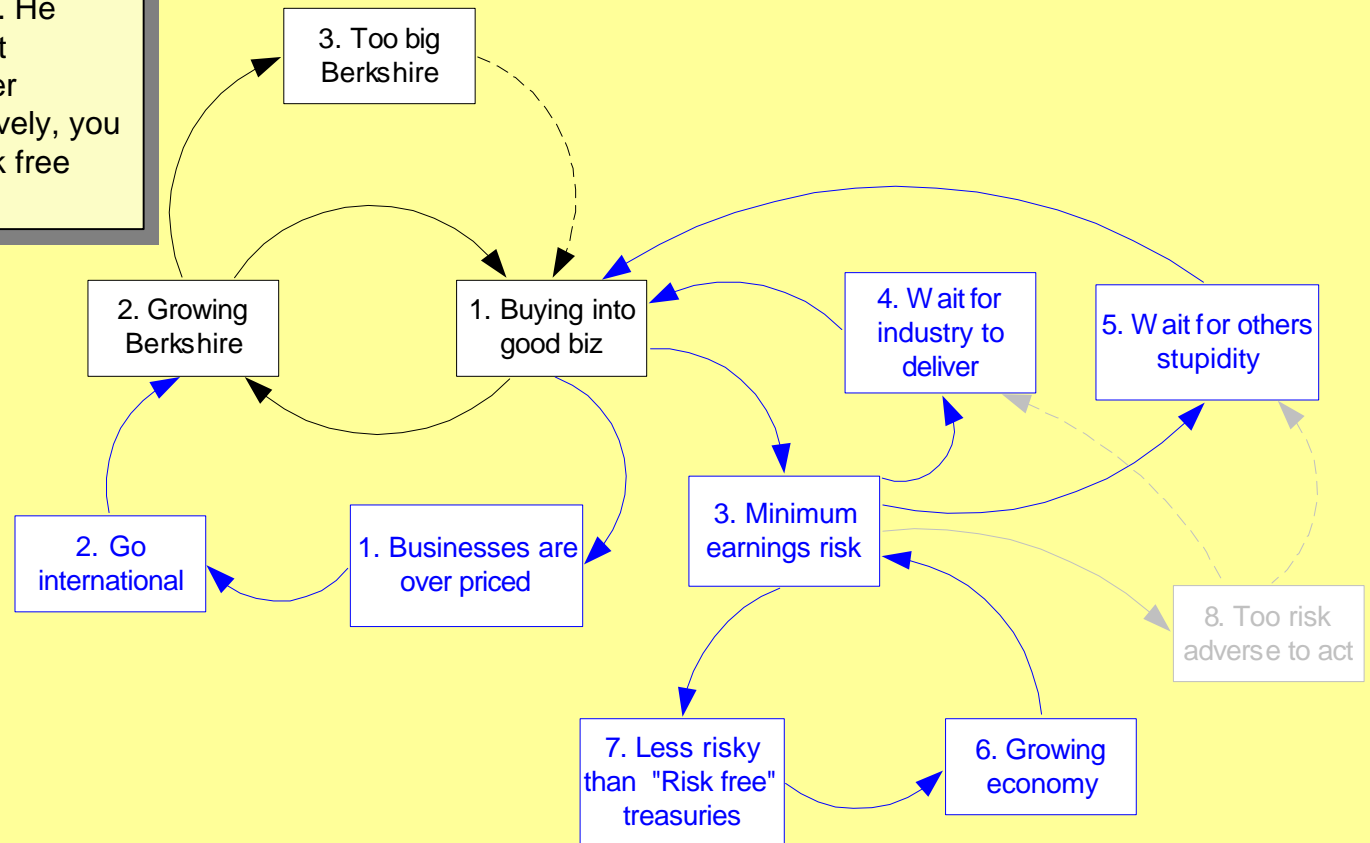 . He
t
er
vely, you
k free
3. Too big
Berkshire
2. Growing
Berkshire
1. Buying into
good biz
4. Wait for
industry to
deliver
5. Wait for others
stupidity
2. Go
international
1. Businesses are
over priced
3. Minimum
earnings risk
8. Too risk
adverse to act
7. Less risky
than "Risk free"
treasuries
6. Growing
economy